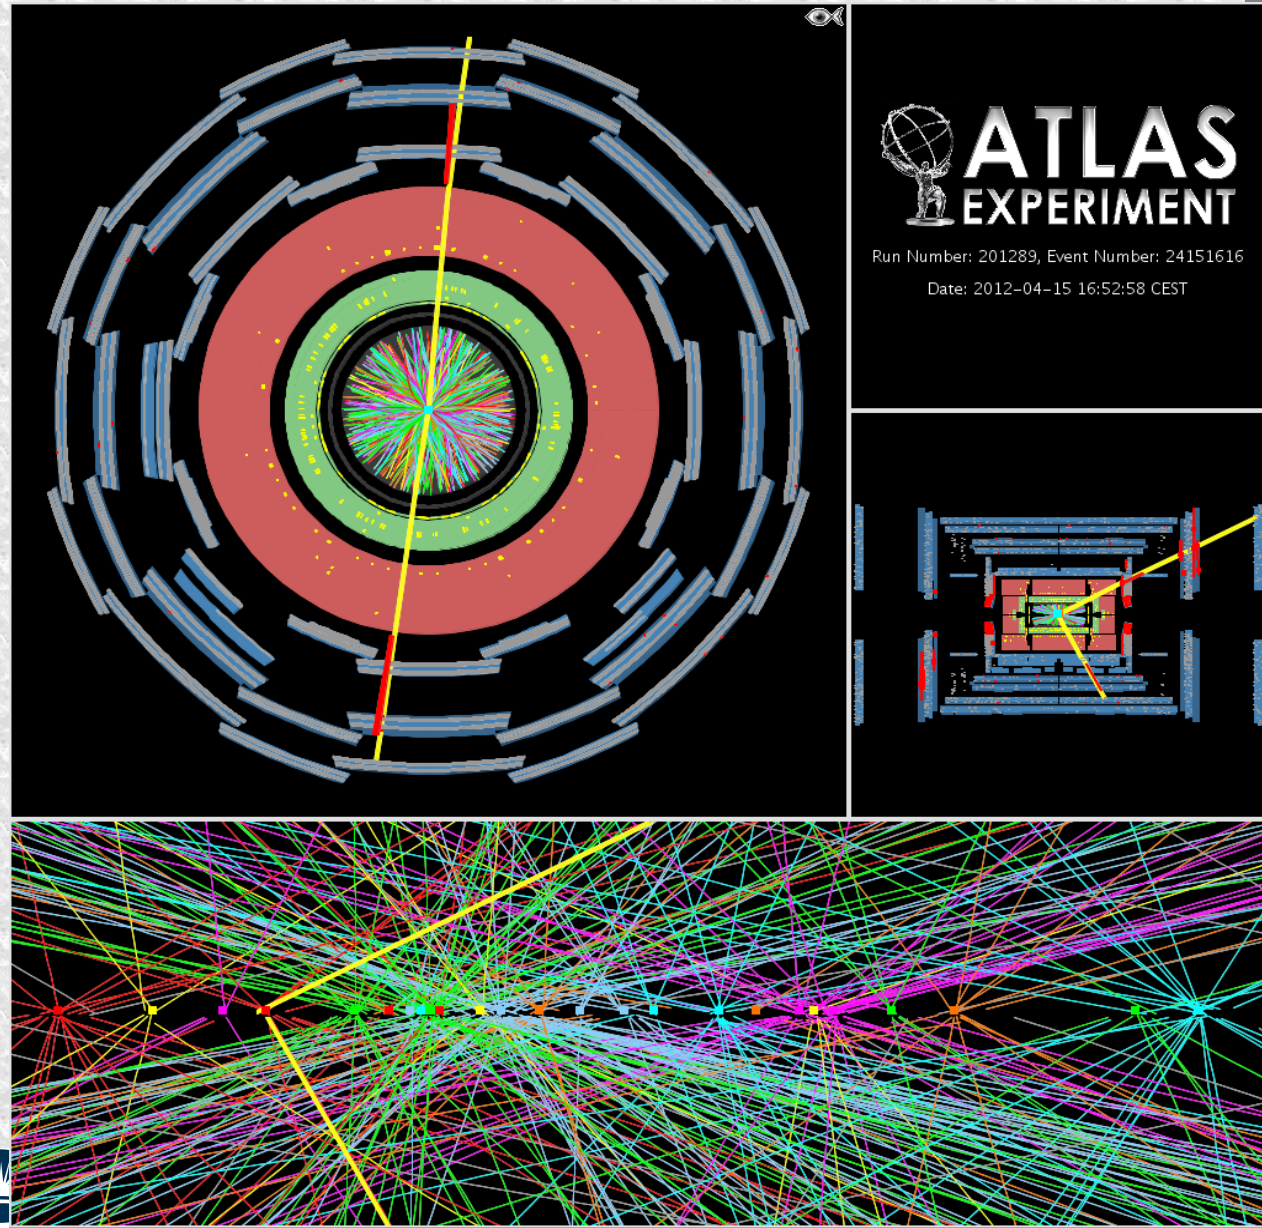 ATLAS
EXPERIMENT
Run Number: 201289, Event Number: 24151616
Date: 2012-04-15 16:52:58 CEST